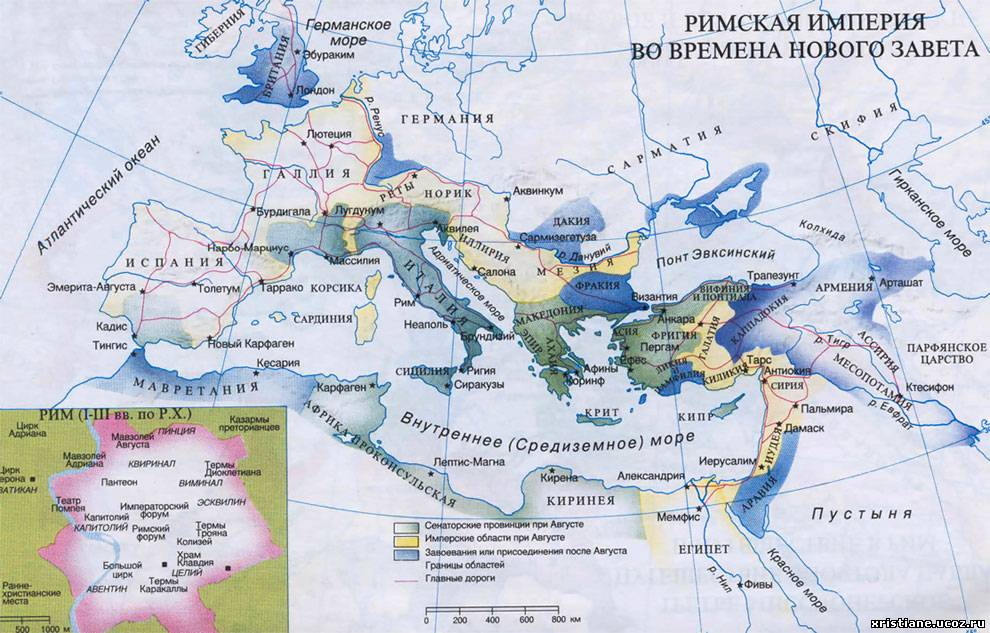 РИМСКАЯ ИМПЕРИЯ
ВО ВРЕМЕНА НОВОГО ЗАВЕТА
ГИБЕРНИЯ
Германское
море
БРИТАНИЯ
Эбураким
Лондон
р. Ренус
ГЕРМАНИЯ
САРМАТИЯ
СКИФИЯ
Атлантический океан
Лютеция
ГАЛЛИЯ
РЕТЫ
НОРИК
Аквинкум
ДАКИЯ
Сармизегетуза
Гирканское море
Бурдигала
Лугдунум
Аквилея
ИЛЛИРИЯ
р. Данувий
Колхида
Нарбо-Марциус
Массилия
Адриатическое море
Салона
МЕЗИЯ
Понт Эвксинский
ИСПАНИЯ
КОРСИКА
ИТАЛИЯ
ФРАКИЯ
Византия
Трапезунт
АРМЕНИЯ
Арташат
Эмерита-Августа
Толетум
Тарракo
Рим
МАКЕДОНИЯ
ВИФИНИЯ
И ПОНТИДА
САРДИНИЯ
Неаполь
Брундизий
ЭПИР
АХАИЯ
АСИЯ
Анкара
ФРИГИЯ
ГАЛАТИЯ
КАППАДОКИЯ
Кадис
Тингис
Новый Карфаген
Пергам
Эфес
р. Тигр
АССИРИЯ
ПАРФЯНСКОЕ
ЦАРСТВО
Кесария
СИЦИЛИЯ
Ригия
Сиракузы
Афины
Коринф
ЛИКИЯ
ПАМФИЛИЯ
КИЛИКИЯ
Тарс
Антиохия
СИРИЯ
МЕСОПОТАМИЯ
Ктесифон
МАВРЕТАНИЯ
Карфаген
КРИТ
КИПР
Пальмира
р. Евфрат
АФРИКА ПРОКОНСУЛЬСКАЯ
Внутреннее (Средиземное) море
Дамаск
Лептис-Магна
Кирена
КИРИНЕЯ
Александрия
Иерусалим
ИУДЕЯ
АРАВИЯ
Мемфис
Пустыня
ЕГИПЕТ
р. Нил
Фивы
Красное море
РИМ (I-III вв. по Р.Х.)
Цирк
Адриана
Мавзолей
Августа
ПИНЦИЯ
Казармы
преторианцев
Мавзолей
Адриана
КВИРИНАЛ
Термы
Диоклетиана
Цирк
Пантеон
ВИМИНАЛ
Театр
Помпея
Императорский
форум
ЭСКВИЛИН
Капитолий
КАПИТОЛИЙ
Римский
форум
Термы
Трояна
Колизей
Большой
цирк
Храм
Клавдия
ЦЕЛИЙ
АВЕНТИН
Термы
Каракаллы
Ранне-
христианские
места
500 1000 м
Сенаторские провинции при Августе
Имперские области при Августе
Завоевания или присоединения после Августа
Границы областей
Главные дороги
0 200 400 600 800 км
xristiane.ucoz.ru